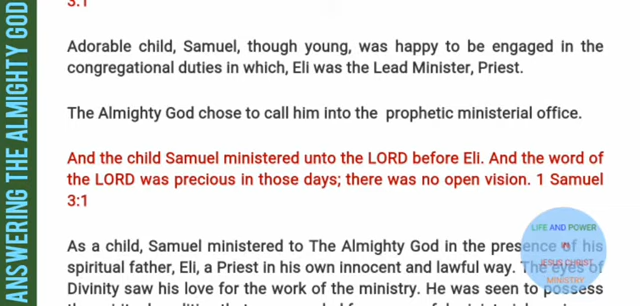 ANSWERING THE ALMIGHTY GOD
3:1
Adorable child, Samuel, though young, was happy to be engaged in the
congregational duties in which, Eli was the Lead Minister, Priest.
The Almighty God chose to call him into the prophetic ministerial office.
And the child Samuel ministered unto the LORD before Eli. And the word of
the LORD was precious in those days; there was no open vision. 1 Samuel
3:1
As a child, Samuel ministered to The Almighty God in the presence of his
spiritual father, Eli, a Priest in his own innocent and lawful way. The eyes of
Divinity saw his love for the work of the ministry. He was seen to possess
LIFE AND POWER
IN
JESUS CHRIST
MINISTRY